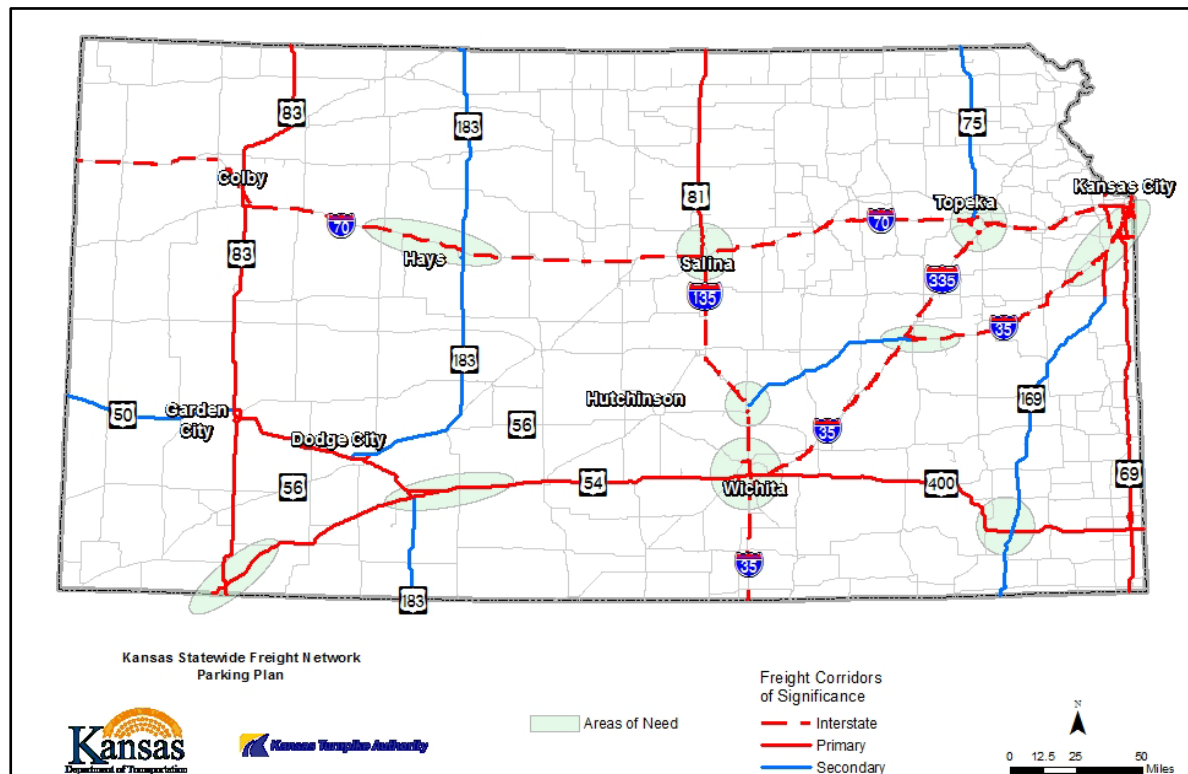 83
183
75
Colby
81
Topeka
Kansas City
70
Hays
83
Salina
70
135
335
35
183
50
Garden
City
Dodge City
56
Hutchinson
35
169
56
54
Wichita
400
69
35
183
Kansas Statewide Freight Network
Parking Plan
Kansas
Department of Transportation
Kansas Turnpike Authority
Areas of Need
Freight Corridors
of Significance
Interstate
Primary
Secondary
N
0 12.5 25 50
Miles